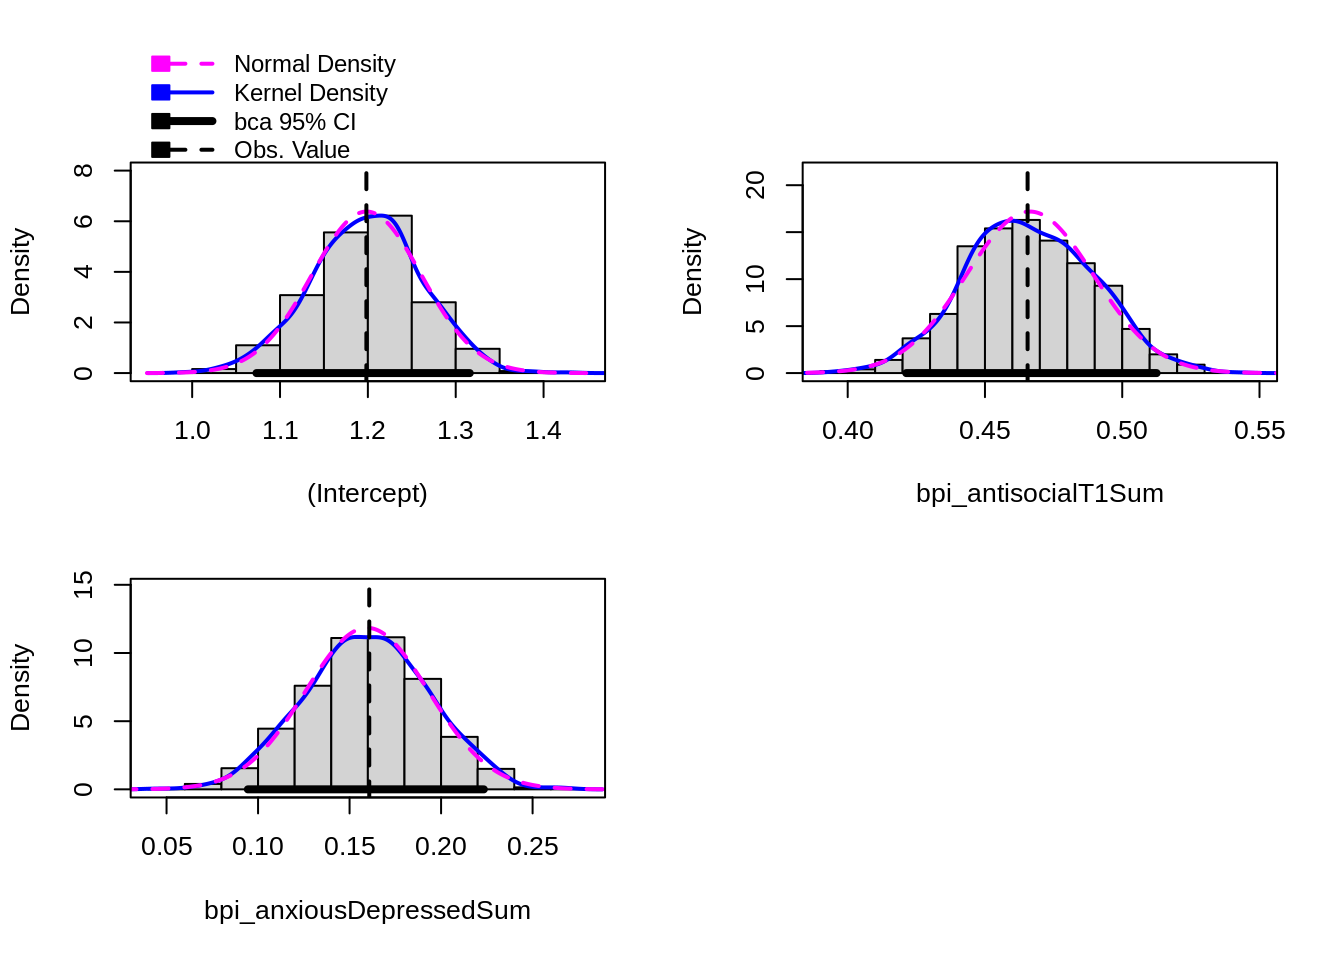 Normal Density
Kernel Density
bca 95% CI
Obs. Value
Density
0 2 4 6 8
1.0 1.1 1.2 1.3 1.4
(Intercept)
Density
0 5 10 20
0.40 0.45 0.50 0.55
bpi_antisocialT1Sum
Density
0 5 10 15
0.05 0.10 0.15 0.20 0.25
bpi_anxiousDepressedSum